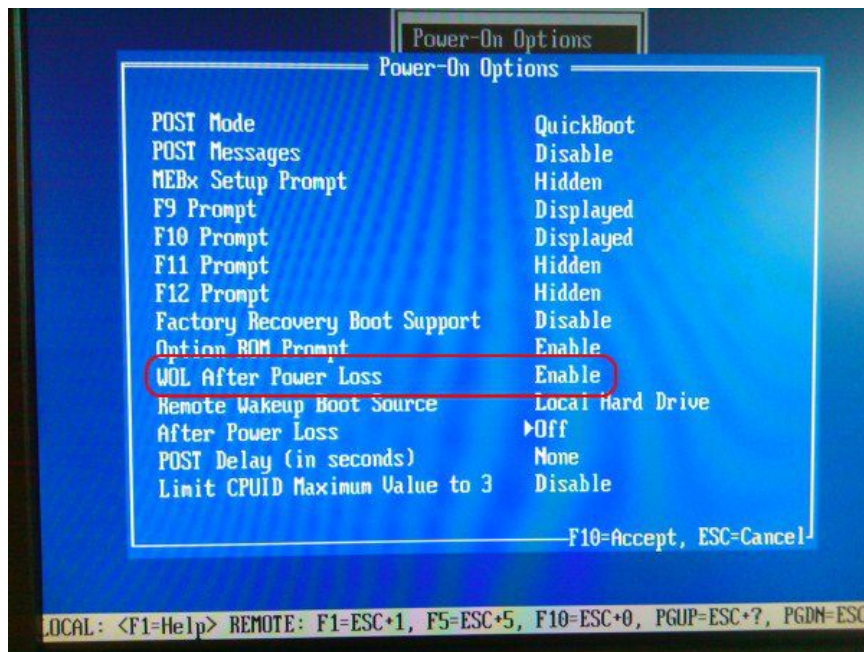 Power-On Options
Power-On Options
POST Mode QuickBoot
POST Messages Disable
MEBx Setup Prompt Hidden
F9 Prompt Displayed
F10 Prompt Displayed
F11 Prompt Hidden
F12 Prompt Hidden
Factory Recovery Boot Support Disable
Option ROM Prompt Enable
WOL After Power Loss Enable
Remote Wakeup Boot Source Local Hard Drive
After Power Loss ▶Off
POST Delay (in seconds) None
Limit CPUID Maximum Value to 3 Disable
F10=Accept, ESC=Cancel
LOCAL: <F1=Help> REMOTE: F1=ESC+1, F5=ESC+5, F10=ESC+0, PGUP=ESC+?, PGDN=ESC